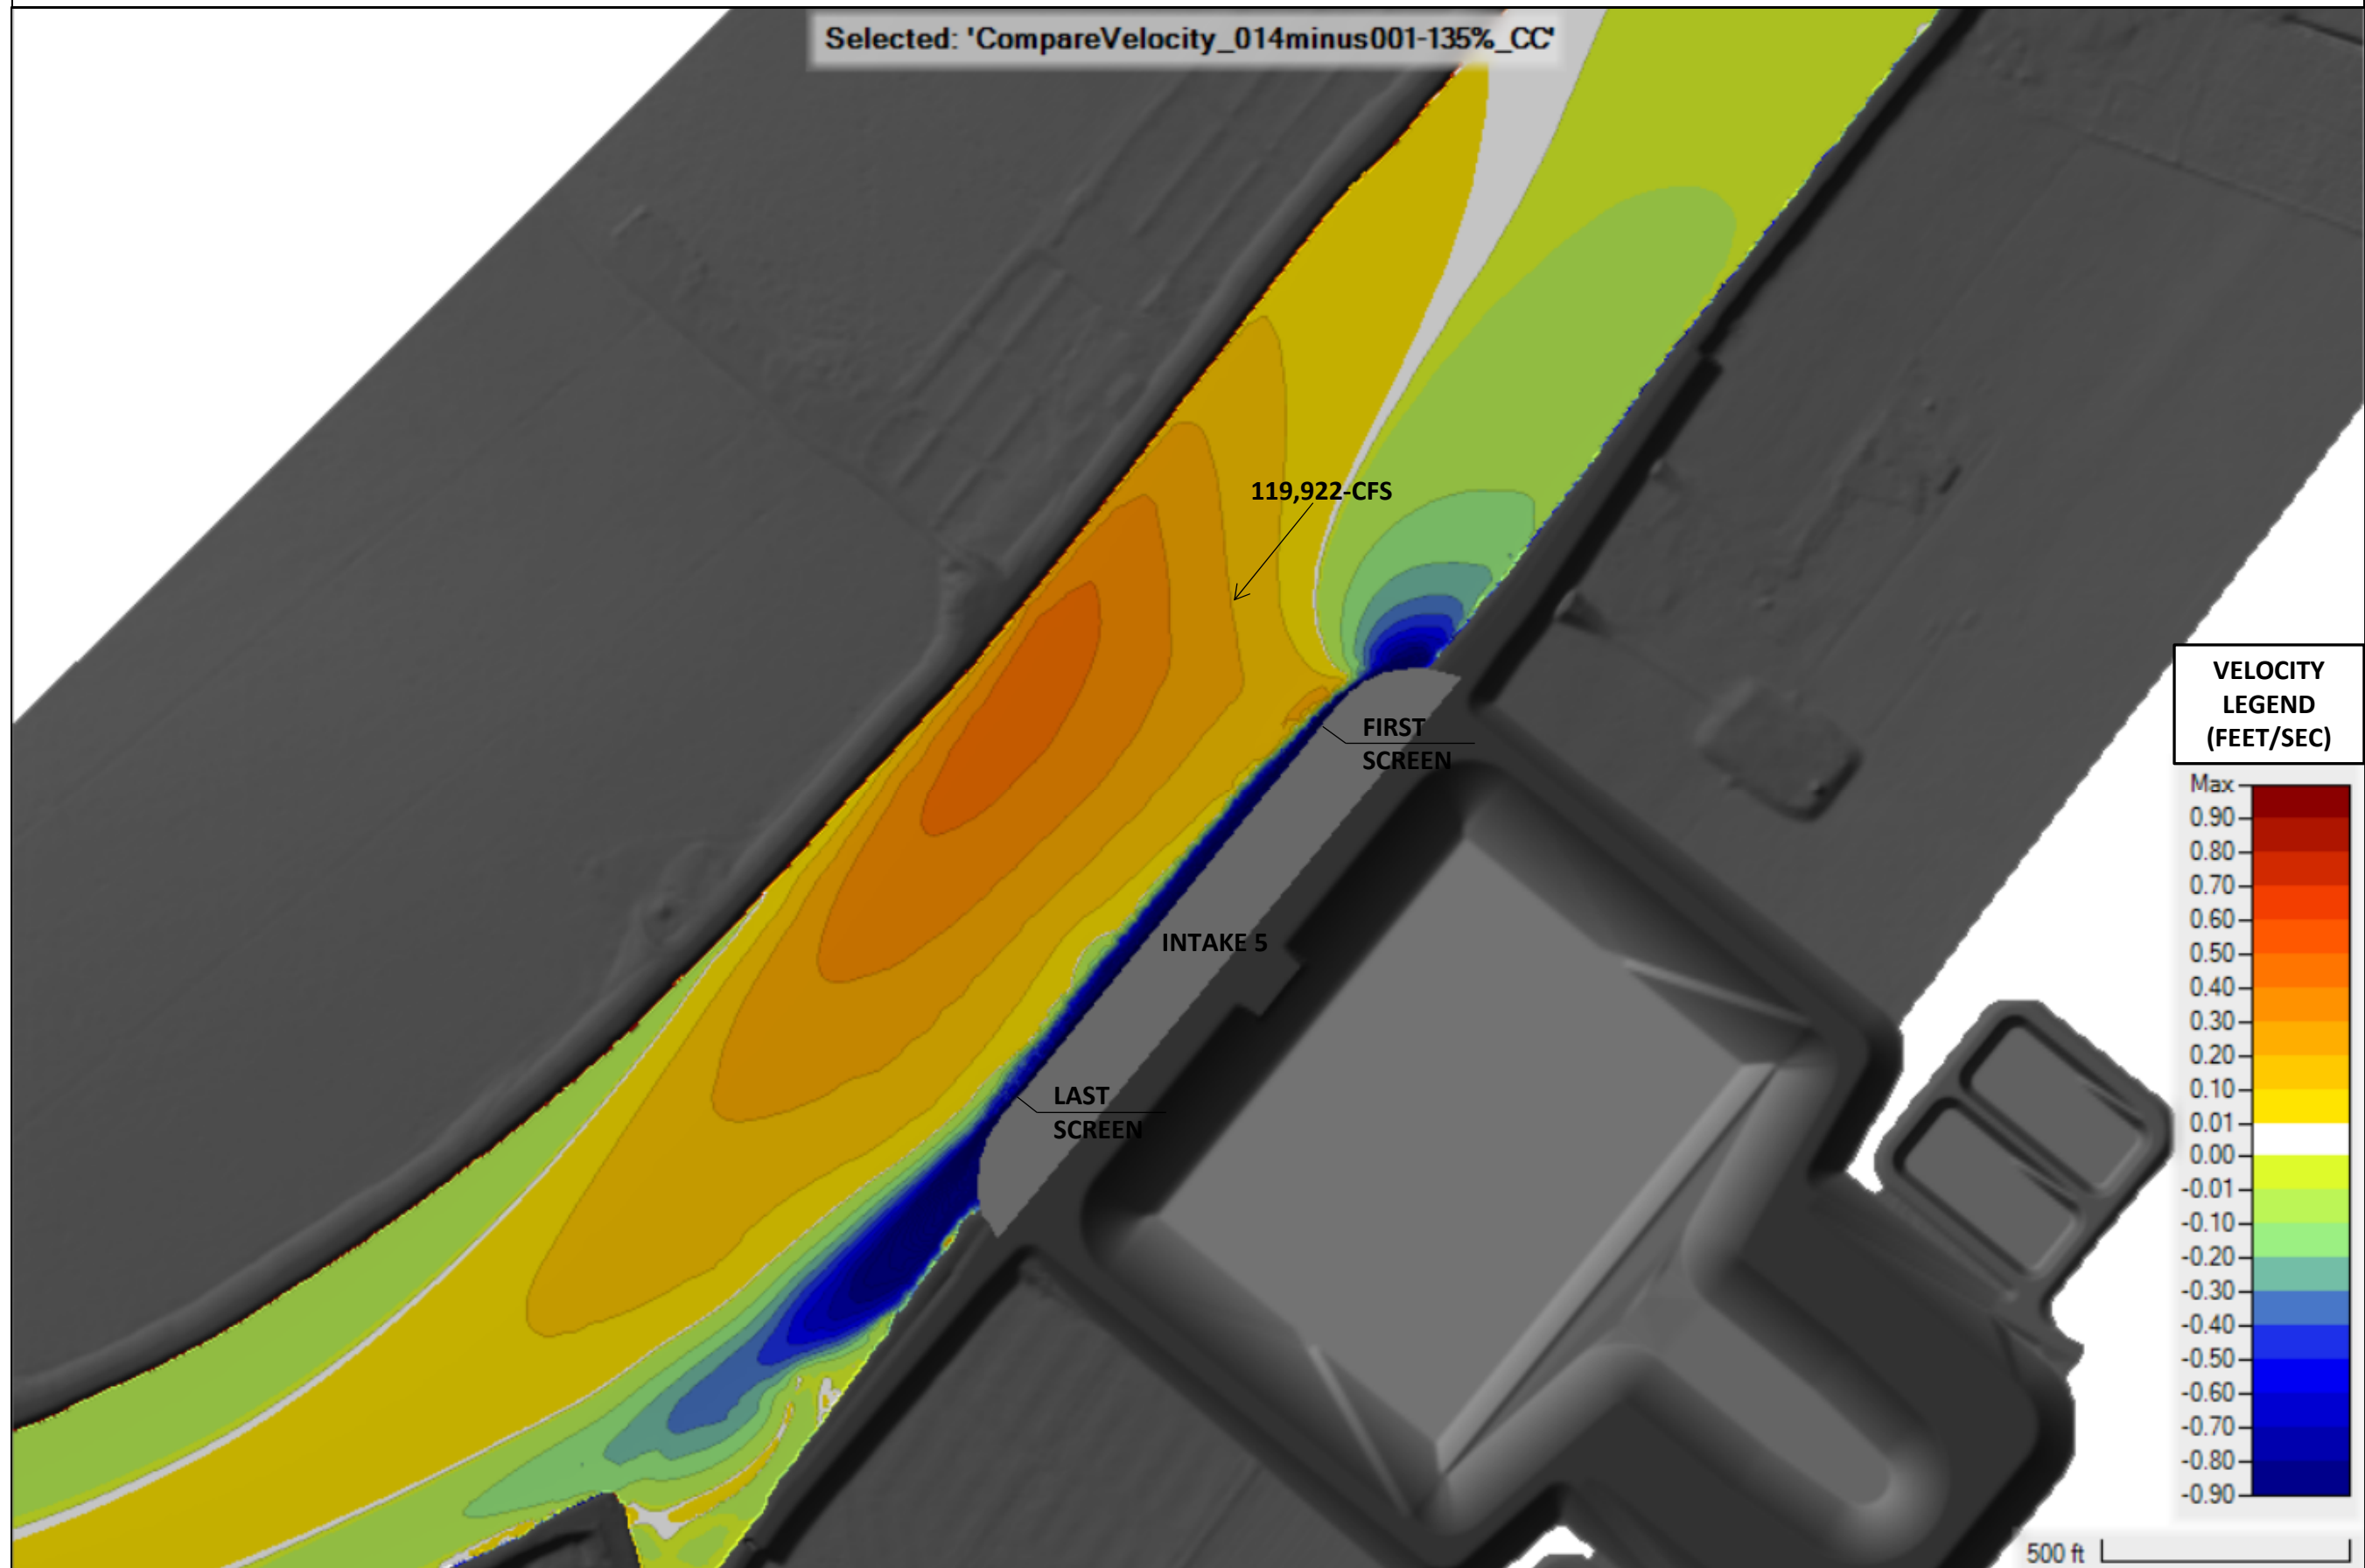 Selected: 'CompareVelocity_014minus001-135%_CC'
119,922-CFS
FIRST
SCREEN
INTAKE 5
LAST
SCREEN
VELOCITY
LEGEND
(FEET/SEC)
Max
0.90
0.80
0.70
0.60
0.50
0.40
0.30
0.20
0.10
0.01
0.00
-0.01
-0.10
-0.20
-0.30
-0.40
-0.50
-0.60
-0.70
-0.80
-0.90
500 ft